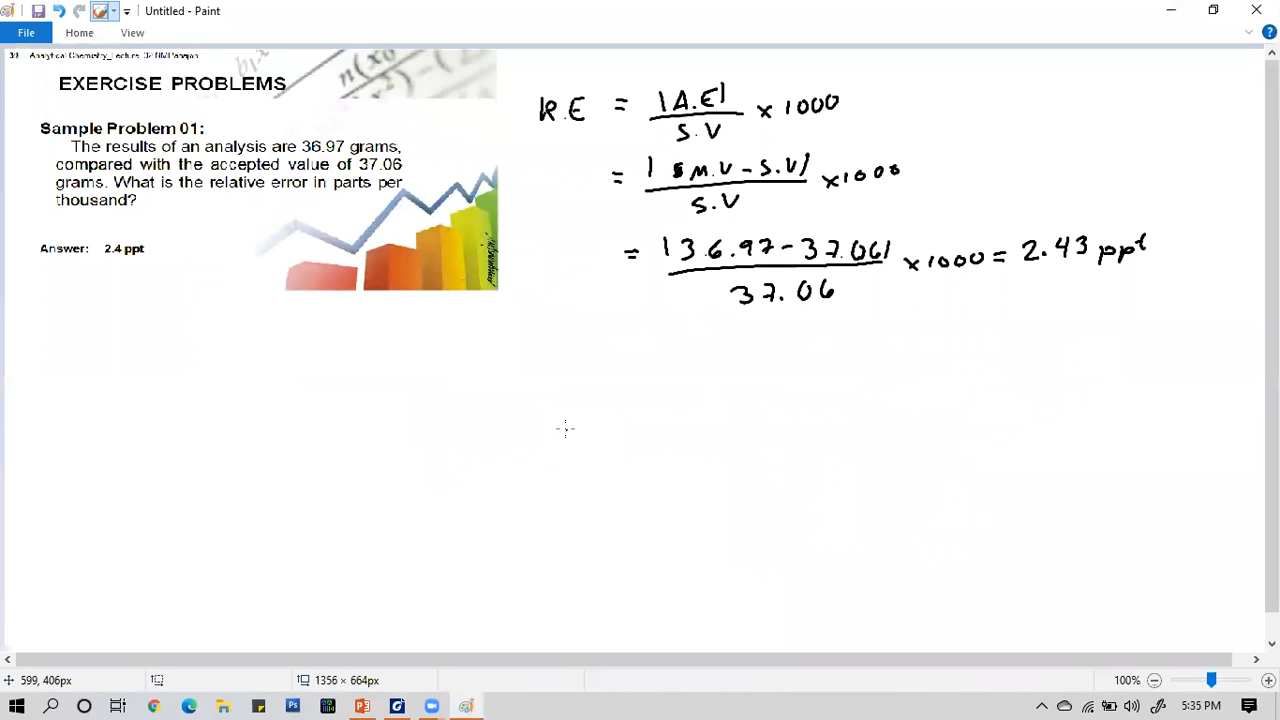 Untitled - Paint
File Home View
Analytical Chemistry_Lecture
EXERCISE PROBLEMS
Sample Problem 01:
The results of an analysis are 36.97 grams,
compared with the accepted value of 37.06
grams. What is the relative error in parts per
thousand?
Answer: 2.4 ppt
R.E = |A.E| / S.V x 1000
= |M.V - S.V| / S.V x 1000
= |36.97 - 37.06| / 37.06 x 1000 = 2.43 ppt
599, 406px
1356 × 664px
100%
5:35 PM